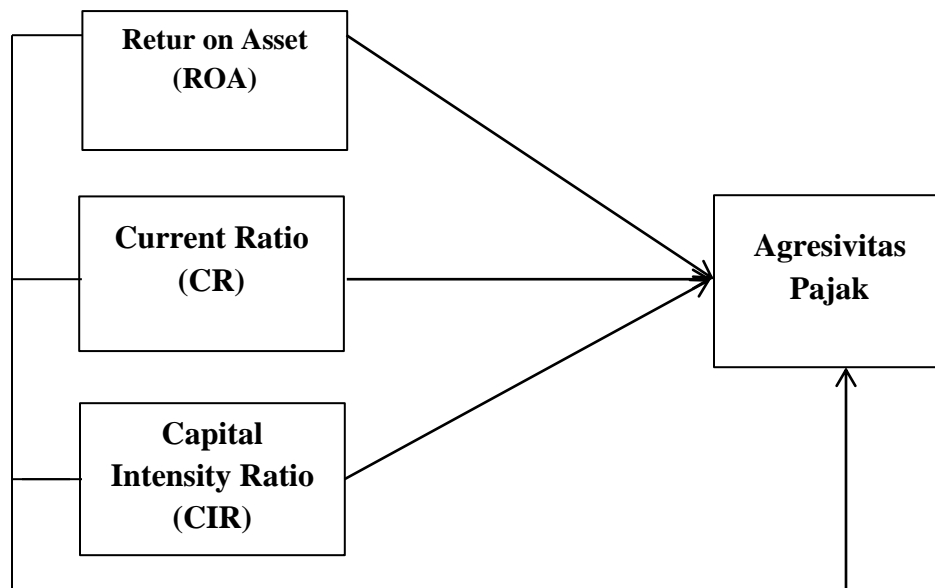 Retur on Asset
(ROA)
Current Ratio
(CR)
Capital
Intensity Ratio
(CIR)
Agresivitas
Pajak